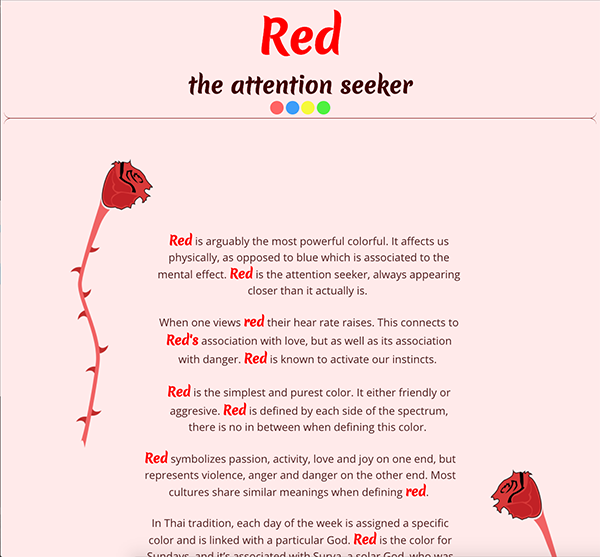 Red
the attention seeker
Red is arguably the most powerful colorful. It affects us
physically, as opposed to blue which is associated to the
mental effect. Red is the attention seeker, always appearing
closer than it actually is.
When one views red their hear rate raises. This connects to
Red's association with love, but as well as its association
with danger. Red is known to activate our instincts.
Red is the simplest and purest color. It either friendly or
aggresive. Red is defined by each side of the spectrum,
there is no in between when defining this color.
Red symbolizes passion, activity, love and joy on one end, but
represents violence, anger and danger on the other end. Most
cultures share similar meanings when defining red.
In Thai tradition, each day of the week is assigned a specific
color and is linked with a particular God. Red is the color for
Sundays, and it's associated with Surya, a solar God, who was